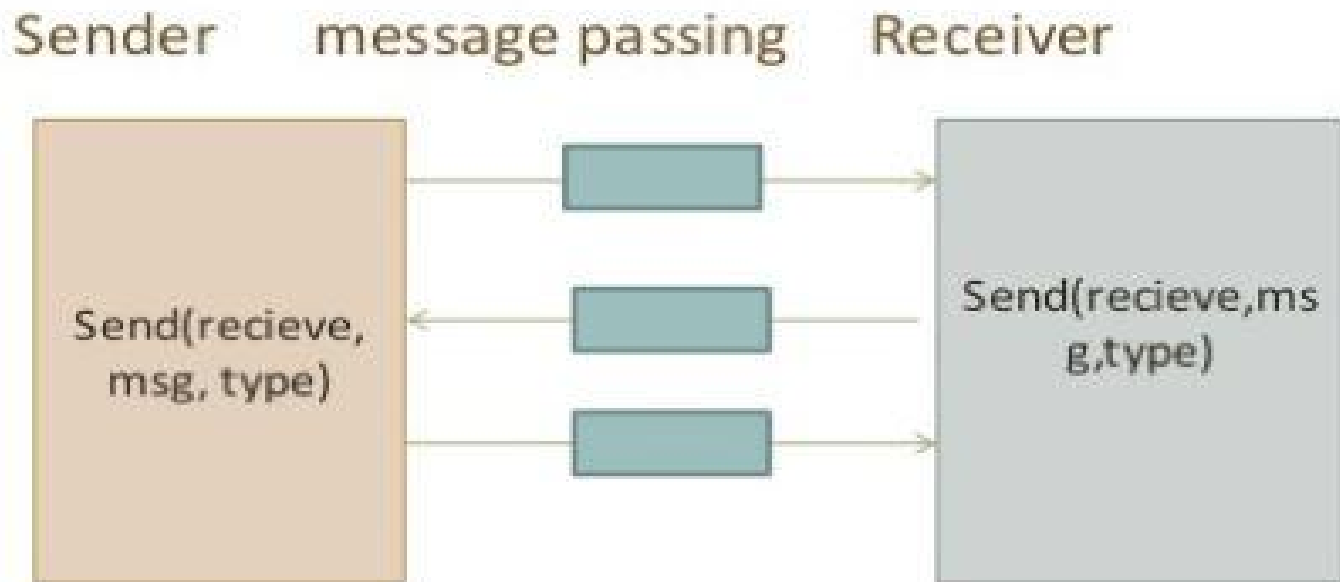 Sender message passing Receiver
Send(recieve,
msg, type)
Send(recieve,ms
g,type)